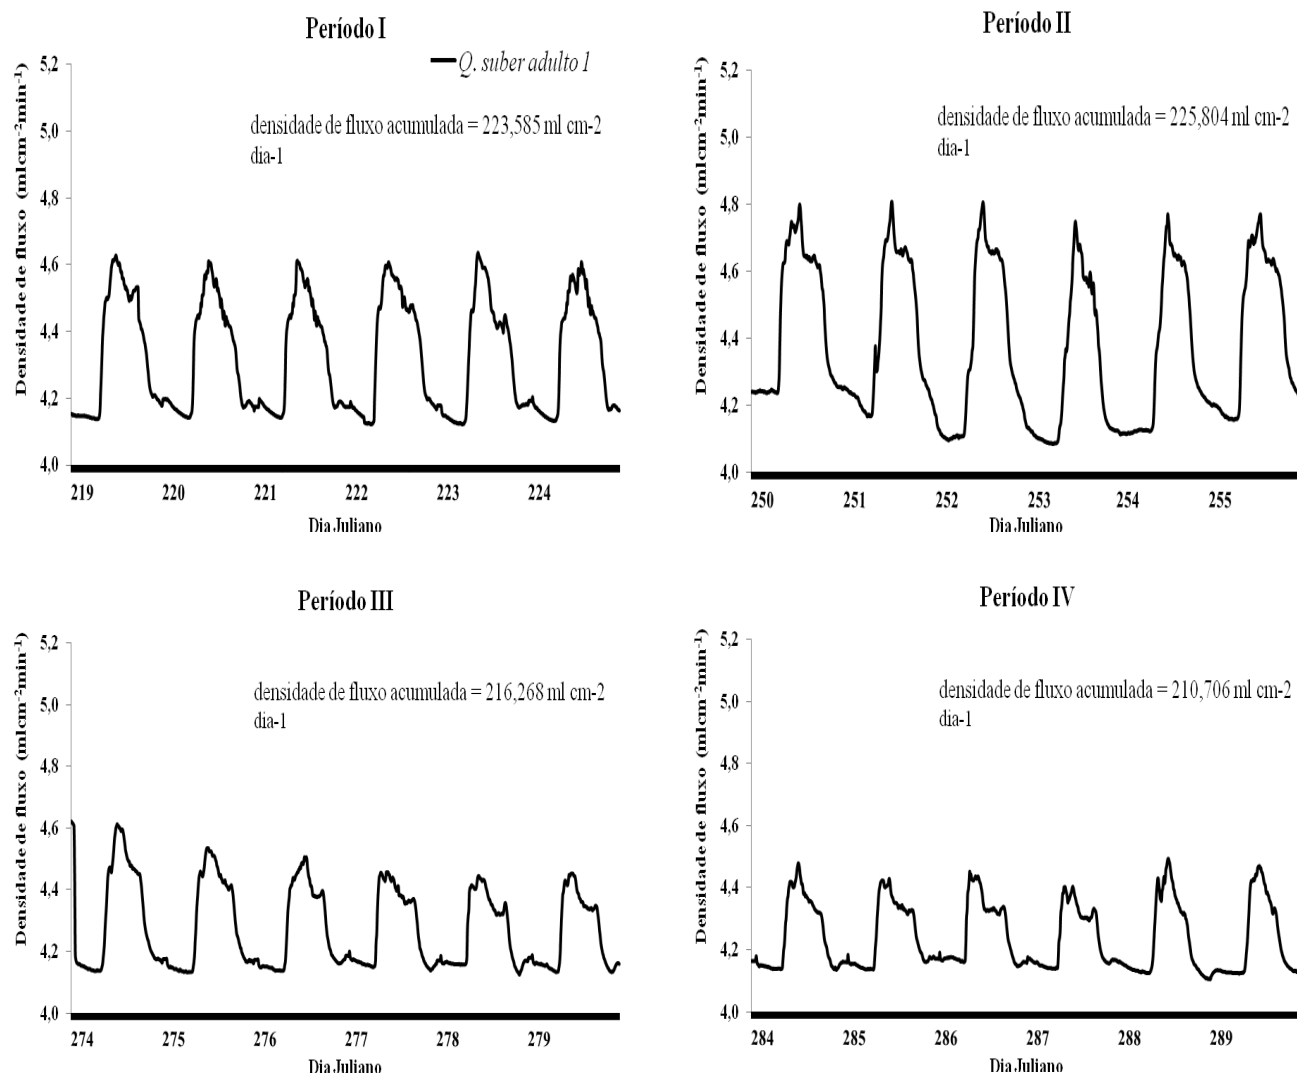 Período I
Q. suber adulto 1
densidade de fluxo acumulada = 223,585 ml cm-2
dia-1
Densidade de fluxo (mlcm⁻²min⁻¹)
5,2
5,0
4,8
4,6
4,4
4,2
4,0
219 220 221 222 223 224
Dia Juliano
Período II
densidade de fluxo acumulada = 225,804 ml cm-2
dia-1
Densidade de fluxo (mlcm⁻²min⁻¹)
5,2
5,0
4,8
4,6
4,4
4,2
4,0
250 251 252 253 254 255
Dia Juliano
Período III
densidade de fluxo acumulada = 216,268 ml cm-2
dia-1
Densidade de fluxo (mlcm⁻²min⁻¹)
5,2
5,0
4,8
4,6
4,4
4,2
4,0
274 275 276 277 278 279
Dia Juliano
Período IV
densidade de fluxo acumulada = 210,706 ml cm-2
dia-1
Densidade de fluxo (mlcm⁻²min⁻¹)
5,2
5,0
4,8
4,6
4,4
4,2
4,0
284 285 286 287 288 289
Dia Juliano